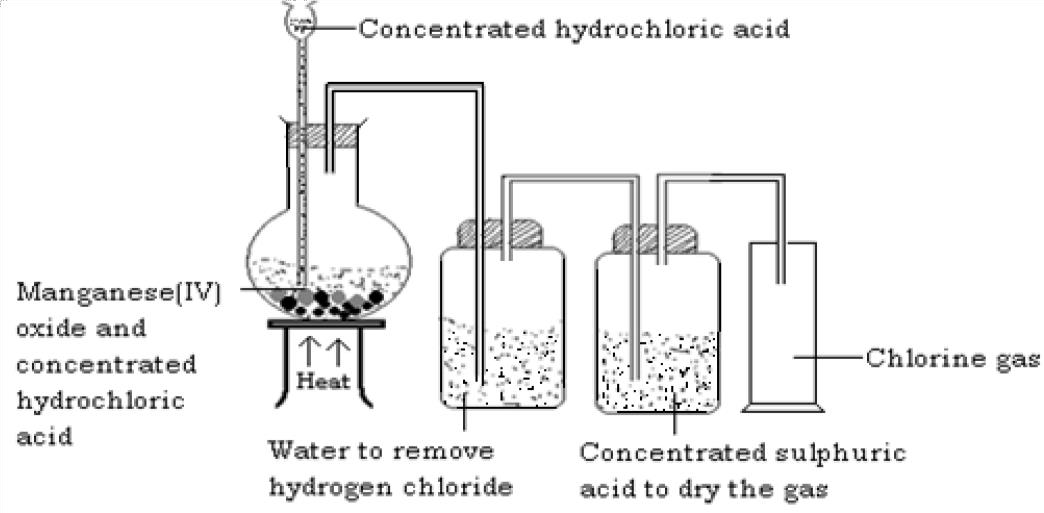 Concentrated hydrochloric acid
Manganese(IV)
oxide and
concentrated
hydrochloric
acid
Heat
Chlorine gas
Water to remove
hydrogen chloride
Concentrated sulphuric
acid to dry the gas